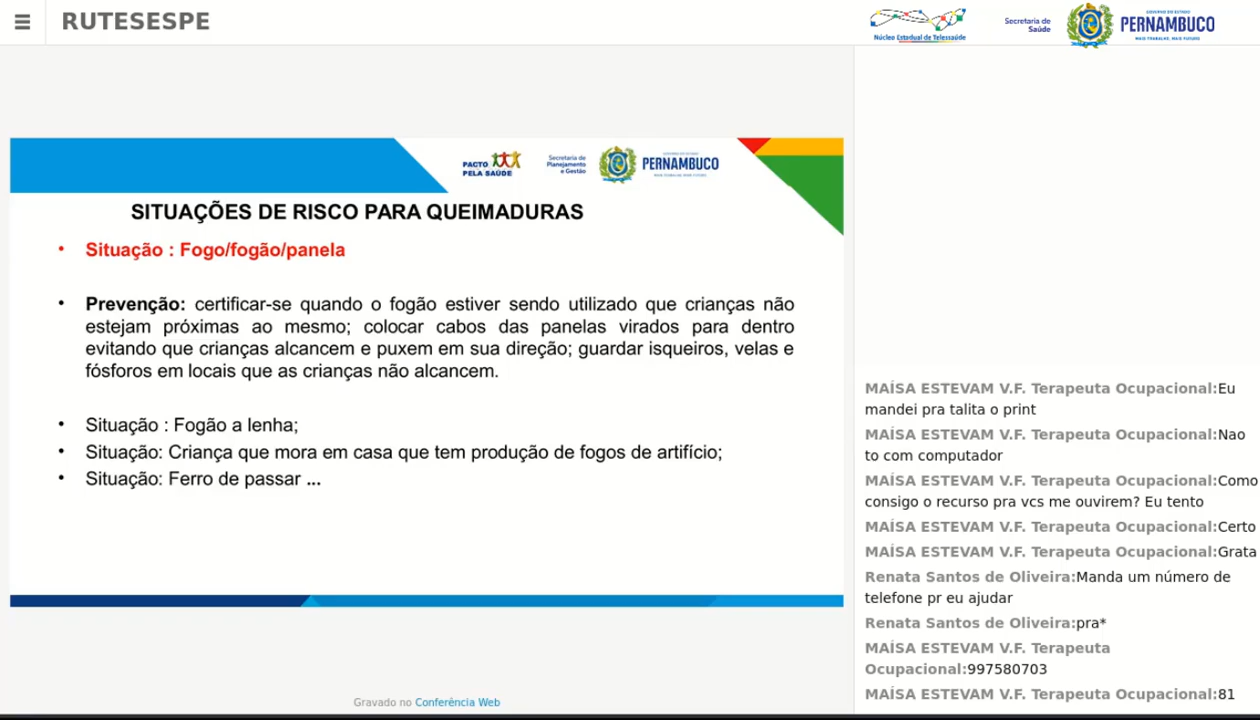 RUTESESPE
Núcleo Estadual de Telessaúde
Secretaria de
Saúde
GOVERNO DO ESTADO
PERNAMBUCO
MAIS TRABALHO, MAIS FUTURO
PACTO
PELA SAÚDE
Secretaria de
Planejamento
e Gestão
PERNAMBUCO
SITUAÇÕES DE RISCO PARA QUEIMADURAS
• Situação : Fogo/fogão/panela
• Prevenção: certificar-se quando o fogão estiver sendo utilizado que crianças não
estejam próximas ao mesmo; colocar cabos das panelas virados para dentro
evitando que crianças alcancem e puxem em sua direção; guardar isqueiros, velas e
fósforos em locais que as crianças não alcancem.
• Situação : Fogão a lenha;
• Situação: Criança que mora em casa que tem produção de fogos de artifício;
• Situação: Ferro de passar ...
Gravado no Conferência Web
MAÍSA ESTEVAM V.F. Terapeuta Ocupacional:Eu
mandei pra talita o print
MAÍSA ESTEVAM V.F. Terapeuta Ocupacional:Nao
to com computador
MAÍSA ESTEVAM V.F. Terapeuta Ocupacional:Como
consigo o recurso pra vcs me ouvirem? Eu tento
MAÍSA ESTEVAM V.F. Terapeuta Ocupacional:Certo
MAÍSA ESTEVAM V.F. Terapeuta Ocupacional:Grata
Renata Santos de Oliveira:Manda um número de
telefone pr eu ajudar
Renata Santos de Oliveira:pra*
MAÍSA ESTEVAM V.F. Terapeuta
Ocupacional:997580703
MAÍSA ESTEVAM V.F. Terapeuta Ocupacional:81